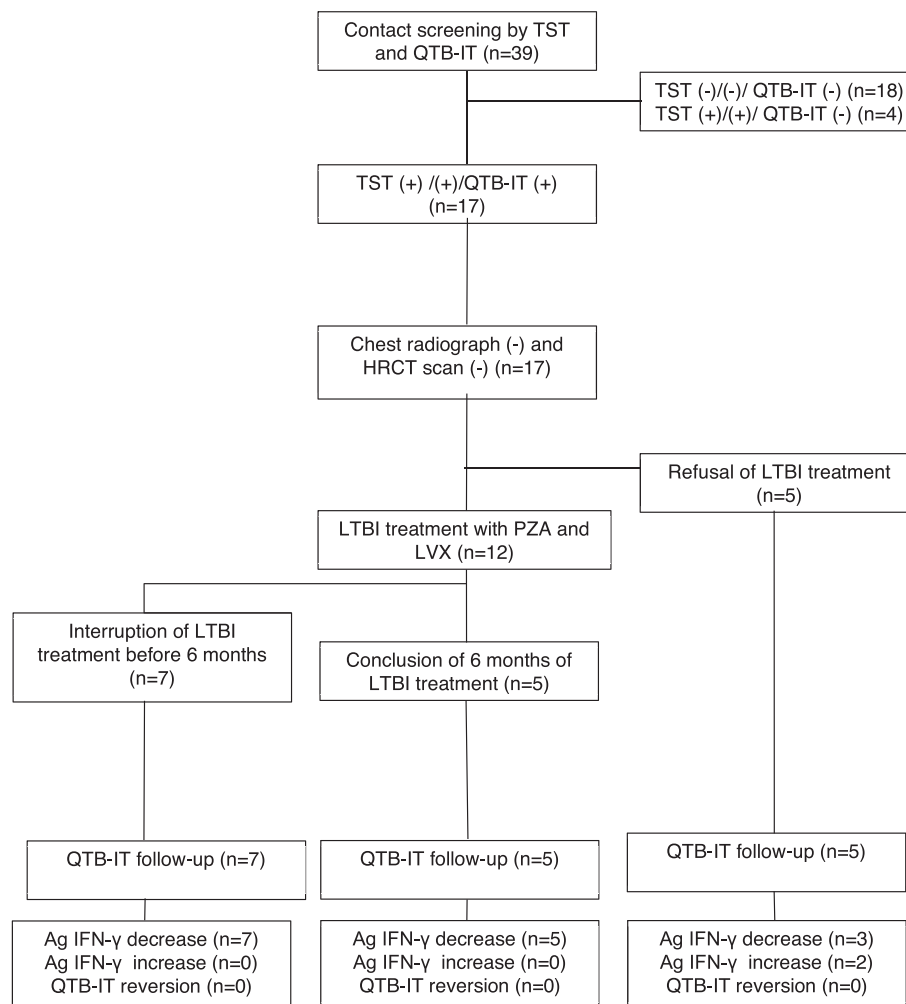 Contact screening by TST
and QTB-IT (n=39)
TST (-)/(-)/ QTB-IT (-) (n=18)
TST (+)/(+)/ QTB-IT (-) (n=4)
TST (+) /(+)/QTB-IT (+)
(n=17)
Chest radiograph (-) and
HRCT scan (-) (n=17)
Refusal of LTBI treatment
(n=5)
LTBI treatment with PZA and
LVX (n=12)
Interruption of LTBI
treatment before 6 months
(n=7)
Conclusion of 6 months of
LTBI treatment (n=5)
QTB-IT follow-up (n=7)
QTB-IT follow-up (n=5)
QTB-IT follow-up (n=5)
Ag IFN-γ decrease (n=7)
Ag IFN-γ increase (n=0)
QTB-IT reversion (n=0)
Ag IFN-γ decrease (n=5)
Ag IFN-γ increase (n=0)
QTB-IT reversion (n=0)
Ag IFN-γ decrease (n=3)
Ag IFN-γ increase (n=2)
QTB-IT reversion (n=0)